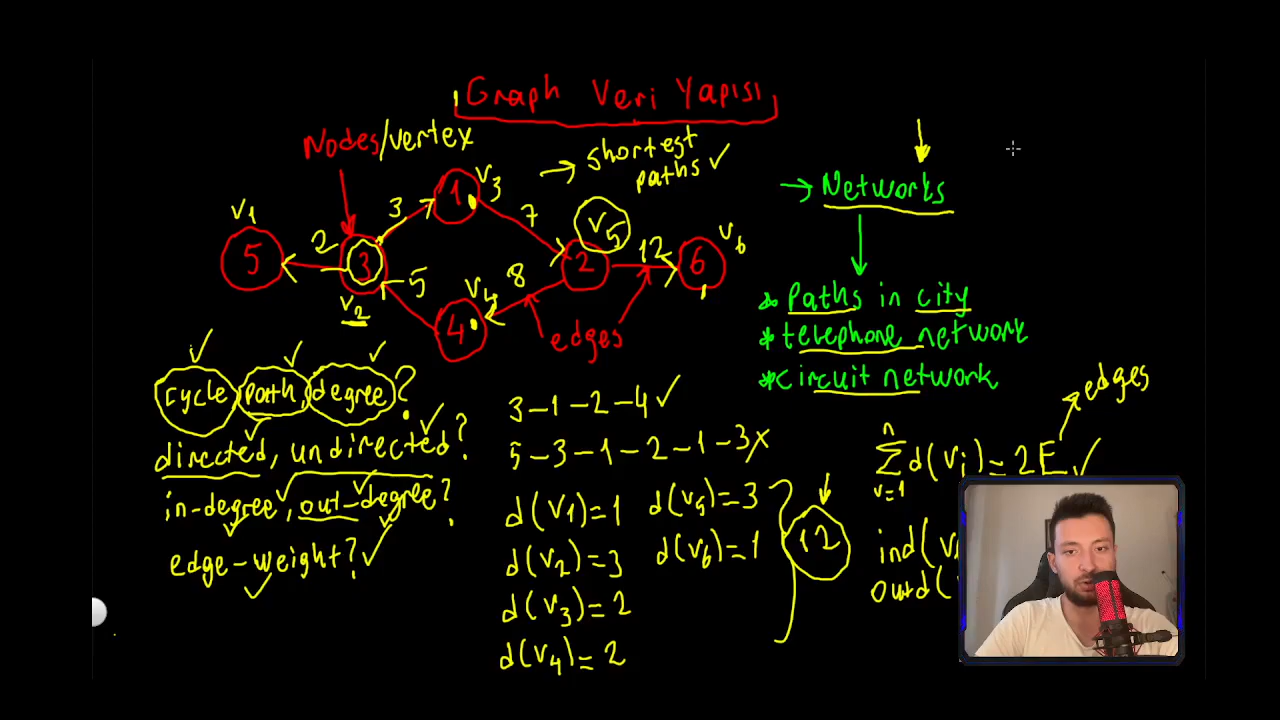 Graph Veri Yapısı
Nodes/vertex
→ shortest paths ✓
v1
v2
v3
v4
v5
v6
5
3
1
2
4
6
2
3
7
12
5
8
edges
→ Networks
* Paths in city
* telephone network
* circuit network
cycle, path, degree?
directed, undirected?
in-degree, out-degree?
edge-weight? ✓
3-1-2-4 ✓
5-3-1-2-1-3 x
d(v1)=1
d(v2)=3
d(v3)=2
d(v4)=2
d(v5)=3
d(v6)=1
12
edges
n
∑ d(vi)=2E ✓
v=1
ind(v
outd(